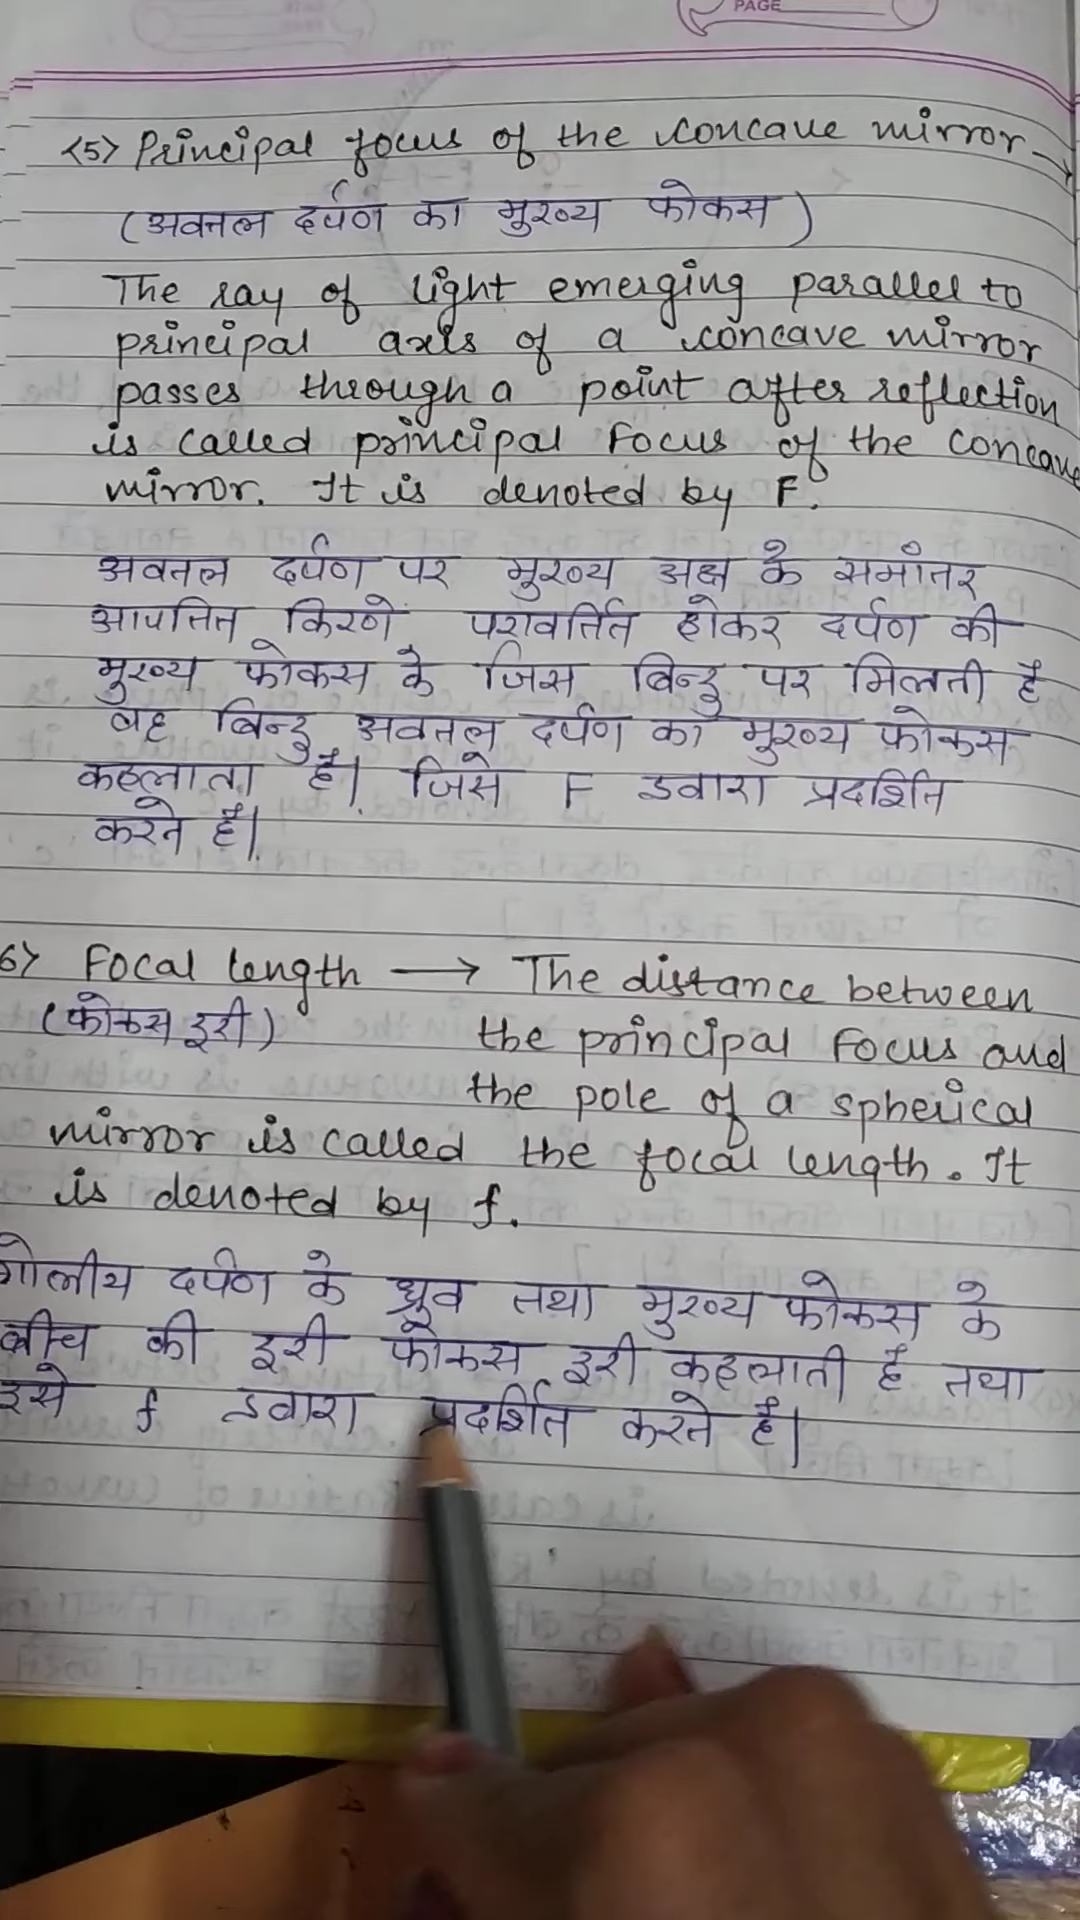 PAGE
<5> Principal focus of the concave mirror →
(अवतल दर्पण का मुख्य फोकस)
The ray of light emerging parallel to
principal axis of a concave mirror
passes through a point after reflection
is called principal Focus of the concave
mirror. It is denoted by F.
अवतल दर्पण पर मुख्य अक्ष के समांतर
आपतित किरणें परावर्तित होकर दर्पण की
मुख्य फोकस के जिस बिन्दु पर मिलती है
वह बिन्दु अवतल दर्पण का मुख्य फोकस
कहलाता है। जिसे F डवारा प्रदर्शित
करते है।
6> Focal length → The distance between
(फोकस दूरी) the principal Focus and
the pole of a spherical
mirror is called the focal length. It
is denoted by f.
गोलीय दर्पण के ध्रुव तथा मुख्य फोकस के
बीच की दूरी फोकस दूरी कहलाती है तथा
इसे f डवारा प्रदर्शित करते है।